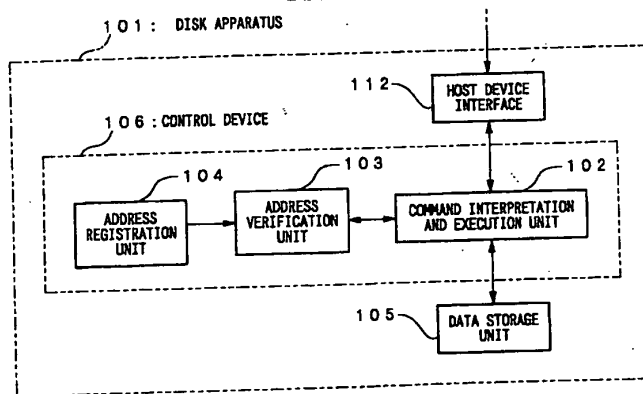 101: DISK APPARATUS
112
HOST DEVICE
INTERFACE
106: CONTROL DEVICE
104
103
102
ADDRESS
REGISTRATION
UNIT
ADDRESS
VERIFICATION
UNIT
COMMAND INTERPRETATION
AND EXECUTION UNIT
105
DATA STORAGE
UNIT